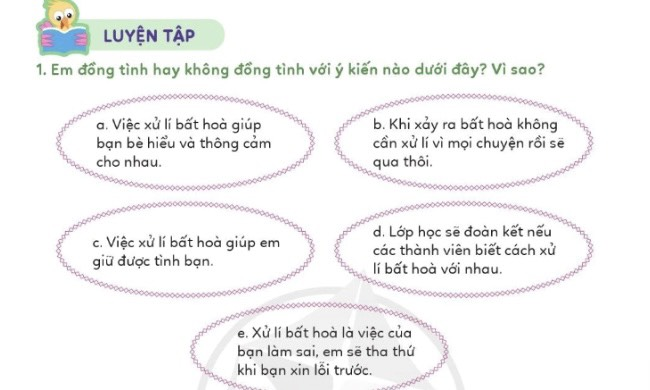 LUYỆN TẬP
1. Em đồng tình hay không đồng tình với ý kiến nào dưới đây? Vì sao?
a. Việc xử lí bất hoà giúp
bạn bè hiểu và thông cảm
cho nhau.
b. Khi xảy ra bất hoà không
cần xử lí vì mọi chuyện rồi sẽ
qua thôi.
c. Việc xử lí bất hoà giúp em
giữ được tình bạn.
d. Lớp học sẽ đoàn kết nếu
các thành viên biết cách xử
lí bất hoà với nhau.
e. Xử lí bất hoà là việc của
bạn làm sai, em sẽ tha thứ
khi bạn xin lỗi trước.